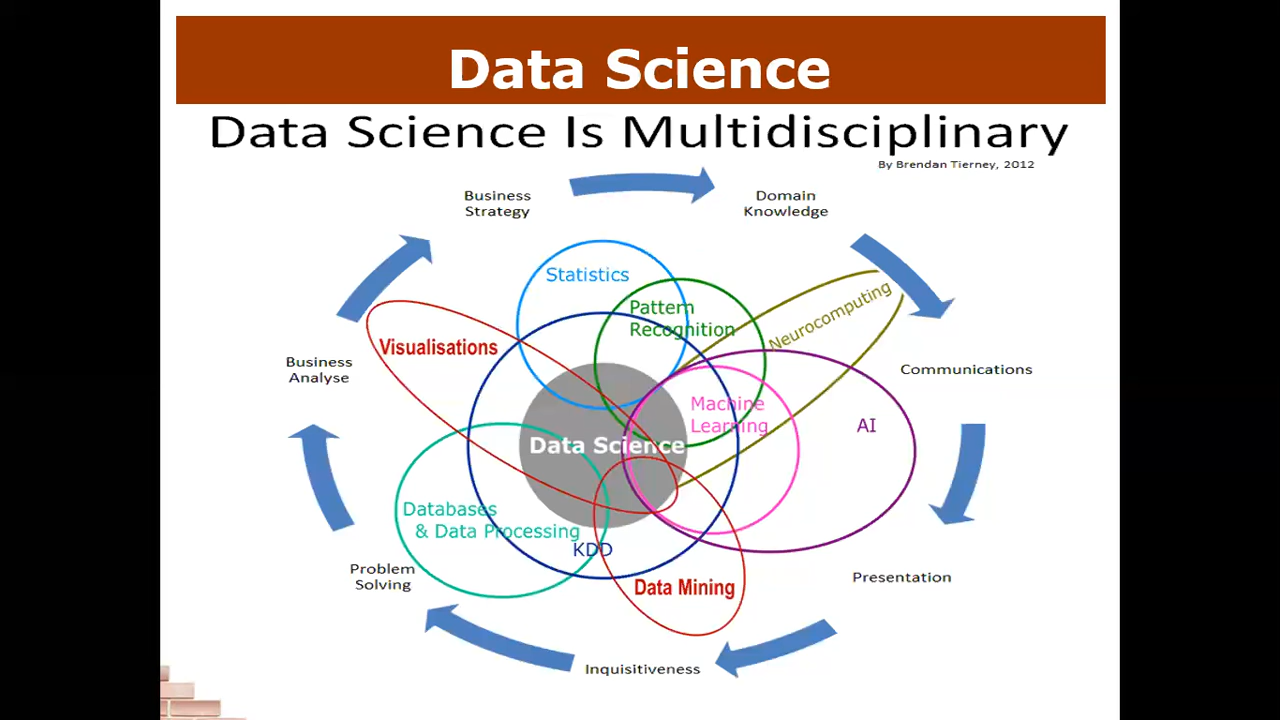 Data Science
Data Science Is Multidisciplinary
By Brendan Tierney, 2012
Business
Strategy
Domain
Knowledge
Statistics
Pattern
Recognition
Neurocomputing
Visualisations
Business
Analyse
Communications
Machine
Learning
AI
Data Science
Databases
& Data Processing
KDD
Problem
Solving
Data Mining
Presentation
Inquisitiveness